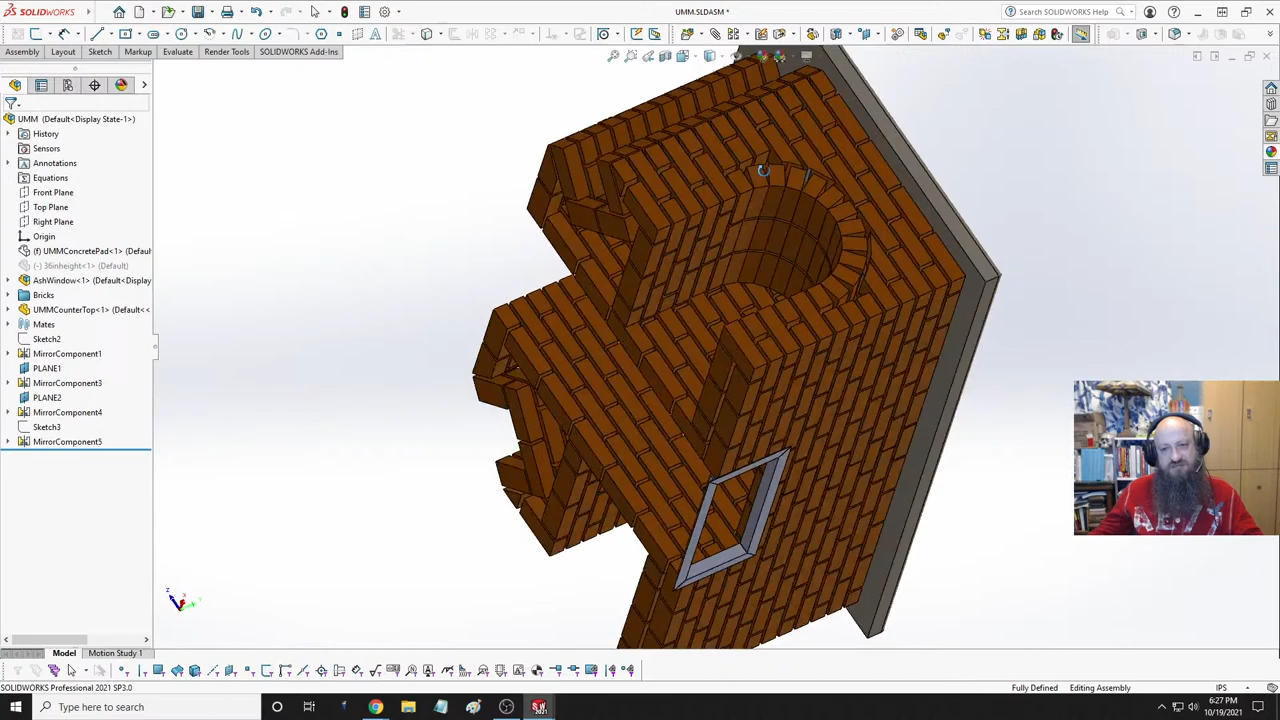 SOLIDWORKS
UMM.SLDASM *
Search SOLIDWORKS Help
Assembly
Layout
Sketch
Markup
Evaluate
Render Tools
SOLIDWORKS Add-Ins
UMM (Default<Display State-1>)
History
Sensors
Annotations
Equations
Front Plane
Top Plane
Right Plane
Origin
(f) UMMConcretePad<1> (Defaul
(-) 36inheight<1> (Default)
AshWindow<1> (Default<Display
Bricks
UMMCounterTop<1> (Default<<
Mates
Sketch2
MirrorComponent1
PLANE1
MirrorComponent3
PLANE2
MirrorComponent4
Sketch3
MirrorComponent5
Model
Motion Study 1
SOLIDWORKS Professional 2021 SP3.0
Fully Defined
Editing Assembly
IPS
Type here to search
6:27 PM
10/19/2021